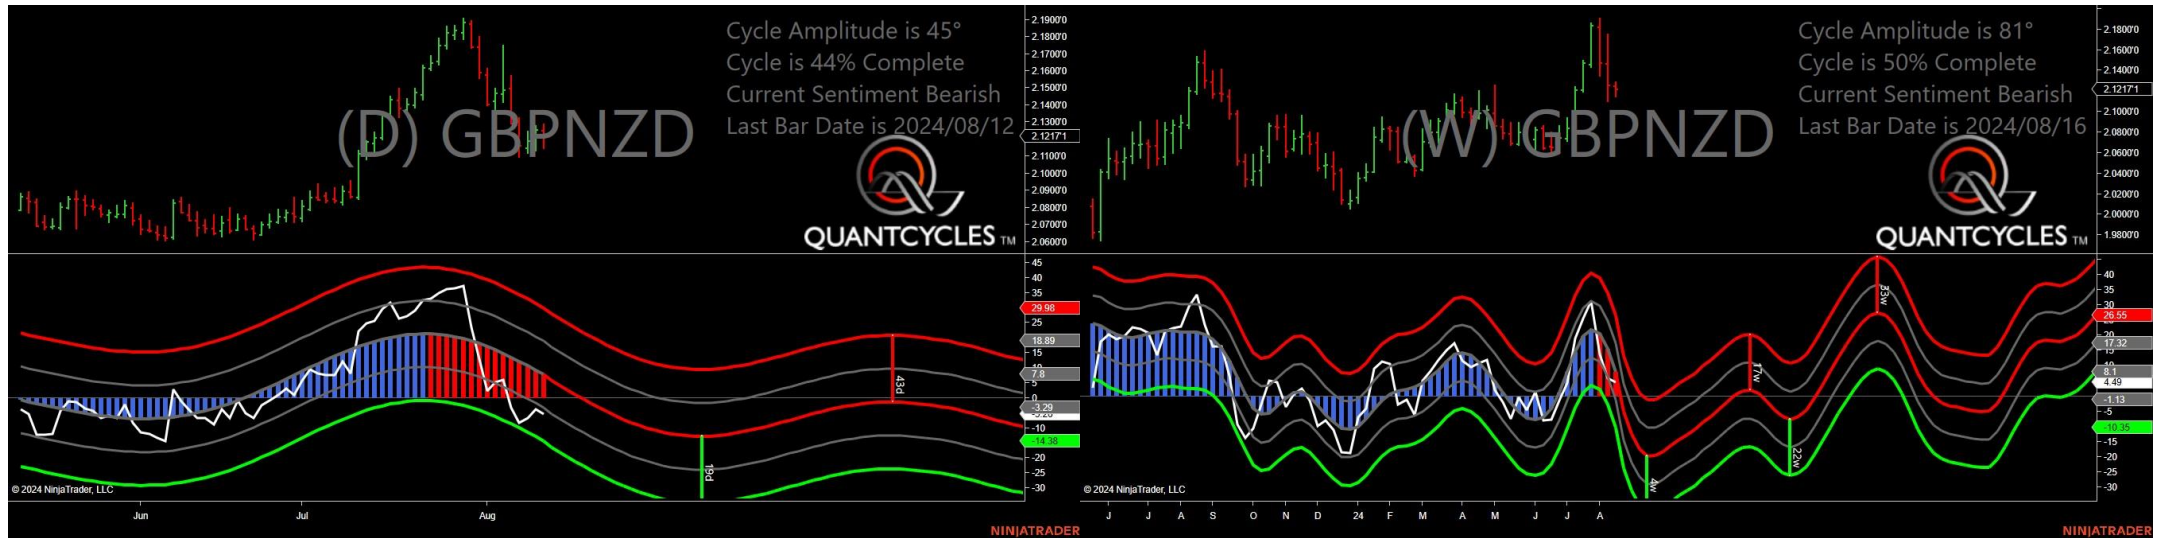 Cycle Amplitude is 45°
Cycle is 44% Complete
Current Sentiment Bearish
Last Bar Date is 2024/08/12
(D) GBPNZD
QUANTCYCLES TM
2.1900'0
2.1800'0
2.1700'0
2.1600'0
2.1500'0
2.1400'0
2.1300'0
2.1217'1
2.1100'0
2.1000'0
2.0900'0
2.0800'0
2.0700'0
2.0600'0
45
40
35
29.98
25
18.89
15
7.8
5
0
-3.29
-10
-14.38
-20
-25
-30
43d
19d
© 2024 NinjaTrader, LLC
Jun
Jul
Aug
NINJATRADER
Cycle Amplitude is 81°
Cycle is 50% Complete
Current Sentiment Bearish
Last Bar Date is 2024/08/16
(W) GBPNZD
QUANTCYCLES TM
2.1800'0
2.1600'0
2.1400'0
2.1217'1
2.1000'0
2.0800'0
2.0600'0
2.0400'0
2.0200'0
2.0000'0
1.9800'0
40
35
30
26.55
20
17.32
15
8.1
4.49
-1.13
-5
-10.35
-15
-20
-25
-30
33w
17w
22w
4w
© 2024 NinjaTrader, LLC
J
J
A
S
O
N
D
24
F
M
A
M
J
J
A
NINJATRADER